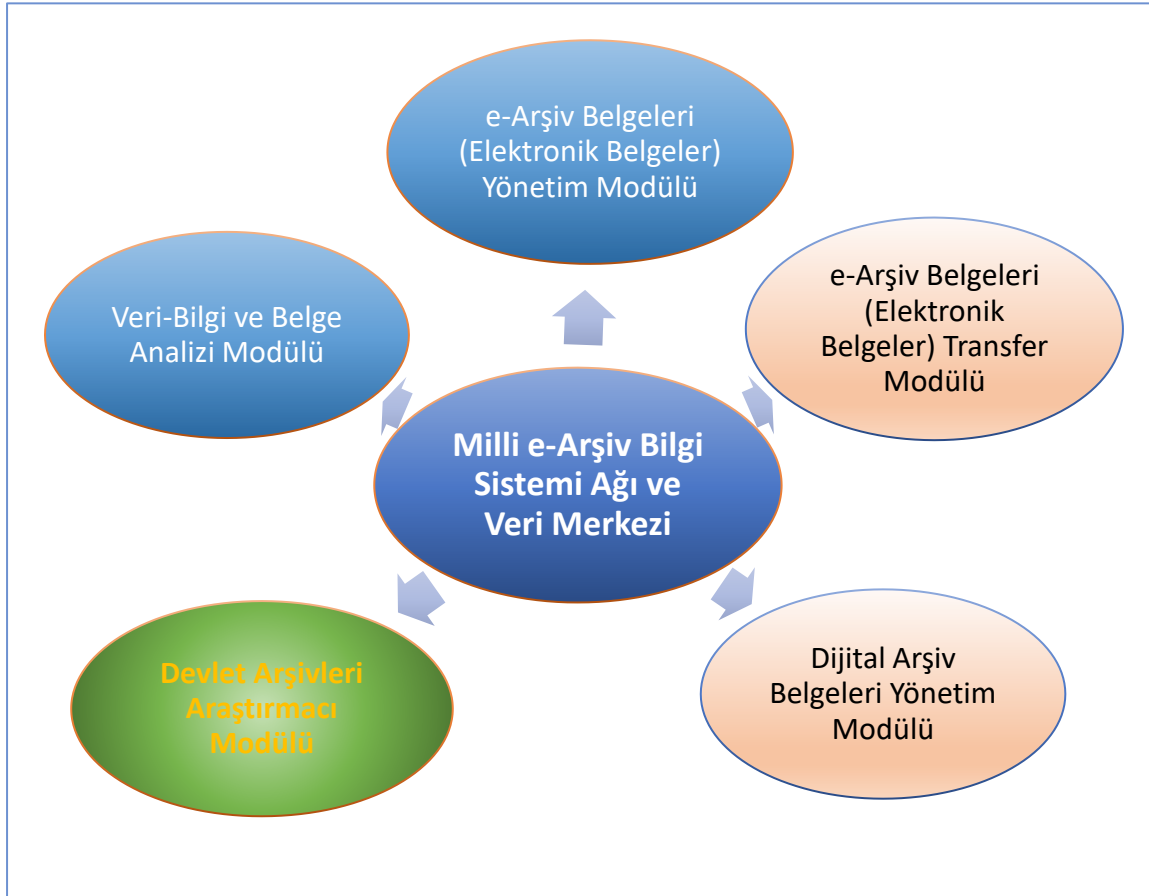 e-Arşiv Belgeleri
(Elektronik Belgeler)
Yönetim Modülü
e-Arşiv Belgeleri
(Elektronik
Belgeler) Transfer
Modülü
Veri-Bilgi ve Belge
Analizi Modülü
Milli e-Arşiv Bilgi
Sistemi Ağı ve
Veri Merkezi
Devlet Arşivleri
Araştırmacı
Modülü
Dijital Arşiv
Belgeleri Yönetim
Modülü